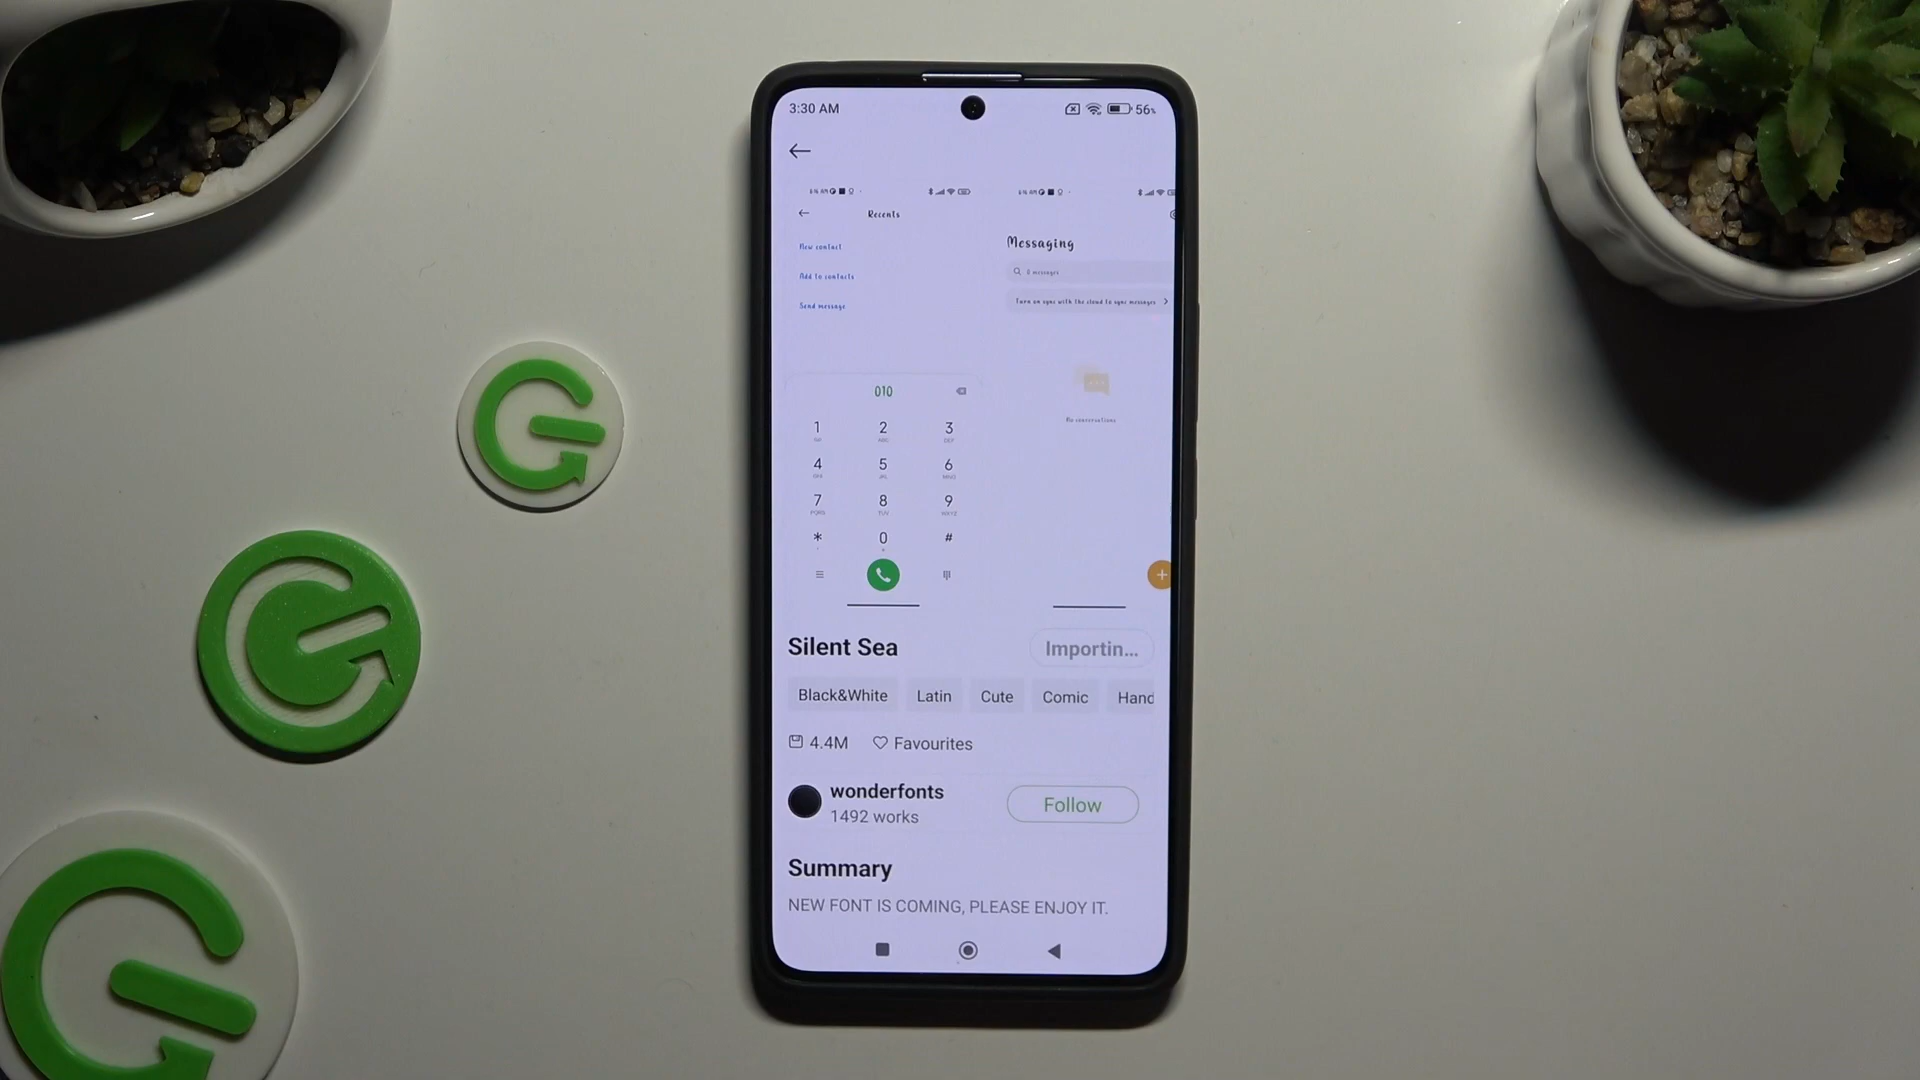 3:30 AM 56%
Recents
New contact
Add to contacts
Send message
Messaging
8 messages
Turn on sync with the cloud to sync messages
No conversations
010
1 2 3
ABC DEF
4 5 6
GHI JKL MNO
7 8 9
PQRS TUV WXYZ
* 0 #
+
Silent Sea Importin...
Black&White Latin Cute Comic Hand
4.4M Favourites
wonderfonts
1492 works
Follow
Summary
NEW FONT IS COMING, PLEASE ENJOY IT.